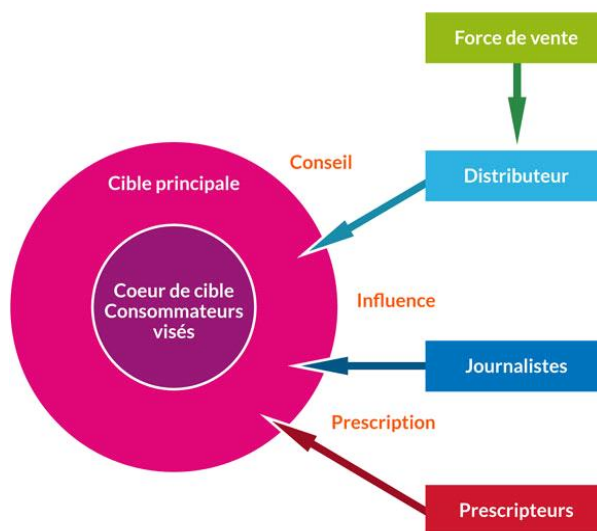 Force de vente
Conseil
Cible principale
Distributeur
Coeur de cible
Consommateurs
visés
Influence
Journalistes
Prescription
Prescripteurs